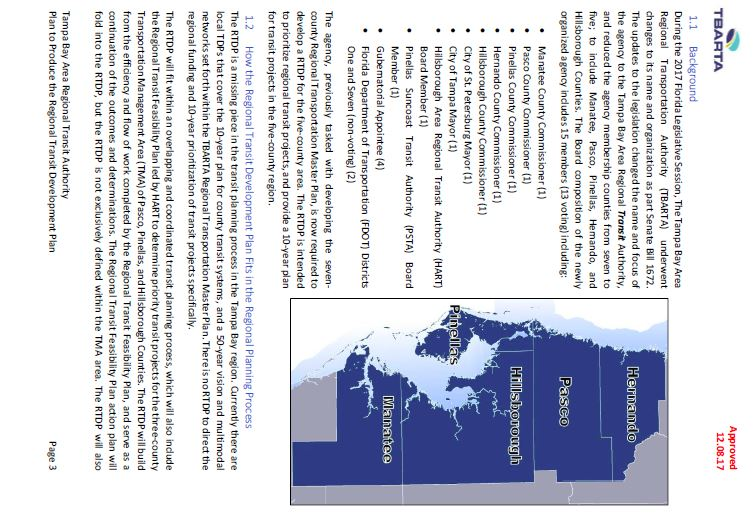 TBARTA
Approved
12.08.17
1.1 Background
During the 2017 Florida Legislative Session, The Tampa Bay Area
Regional Transportation Authority (TBARTA) underwent
changes to its name and organization as part Senate Bill 1672.
The updates to the legislation changed the name and focus of
the agency to the Tampa Bay Area Regional Transit Authority,
and reduced the agency membership counties from seven to
five; to include Manatee, Pasco, Pinellas, Hernando, and
Hillsborough Counties. The Board composition of the newly
organized agency includes 15 members (13 voting) including:
• Manatee County Commissioner (1)
• Pasco County Commissioner (1)
• Pinellas County Commissioner (1)
• Hernando County Commissioner (1)
• Hillsborough County Commissioner (1)
• City of St. Petersburg Mayor (1)
• City of Tampa Mayor (1)
• Hillsborough Area Regional Transit Authority (HART)
Board Member (1)
• Pinellas Suncoast Transit Authority (PSTA) Board
Member (1)
• Gubernatorial Appointee (4)
• Florida Department of Transportation (FDOT) Districts
One and Seven (non-voting) (2)
Hernando
Pasco
Hillsborough
Pinellas
Manatee
The agency, previously tasked with developing the seven-
county Regional Transportation Master Plan, is now required to
develop a RTDP for the five-county area. The RTDP is intended
to prioritize regional transit projects, and provide a 10-year plan
for transit projects in the five-county region.
1.2 How the Regional Transit Development Plan Fits in the Regional Planning Process
The RTDP is a missing piece in the transit planning process in the Tampa Bay region. Currently there are
local TDPs that cover the 10-year plan for county transit systems, and a 50-year vision and multimodal
networks set forth within the TBARTA Regional Transportation Master Plan. There is no RTDP to direct the
regional funding and 10-year prioritization of transit projects specifically.
The RTDP will fit within an overlapping and coordinated transit planning process, which will also include
the Regional Transit Feasibility Plan led by HART to determine priority transit projects for the three-county
Transportation Management Area (TMA) of Pasco, Pinellas, and Hillsborough Counties. The RTDP will build
from the efficiency and flow of work completed by the Regional Transit Feasibility Plan, and serve as a
continuation of the outcomes and determinations. The Regional Transit Feasibility Plan action plan will
fold into the RTDP, but the RTDP is not exclusively defined within the TMA area. The RTDP will also
Tampa Bay Area Regional Transit Authority
Plan to Produce the Regional Transit Development Plan
Page 3